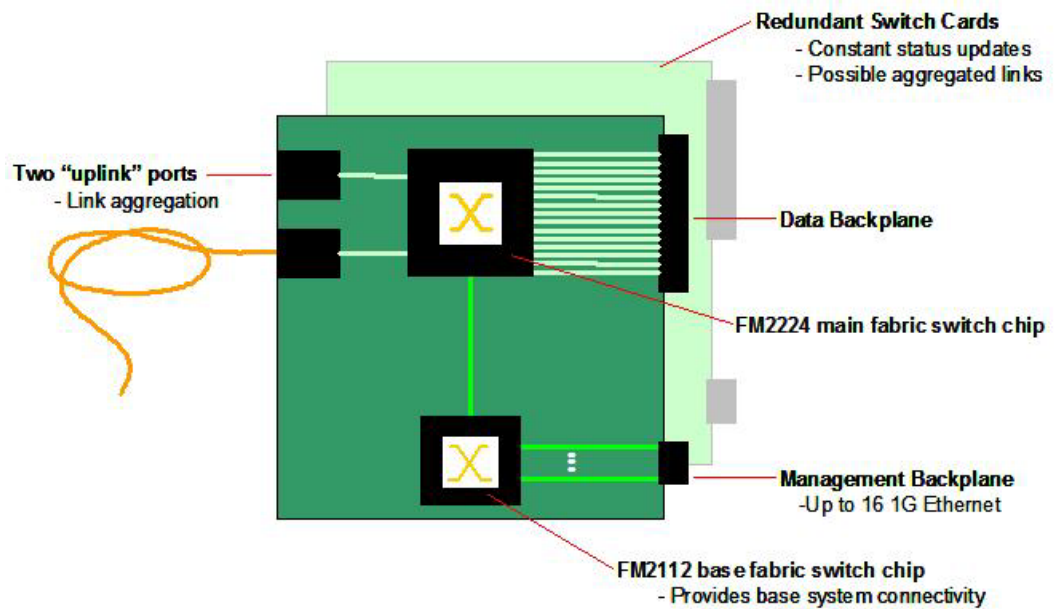 Redundant Switch Cards
- Constant status updates
- Possible aggregated links
Two “uplink” ports
- Link aggregation
Data Backplane
FM2224 main fabric switch chip
Management Backplane
-Up to 16 1G Ethernet
FM2112 base fabric switch chip
- Provides base system connectivity